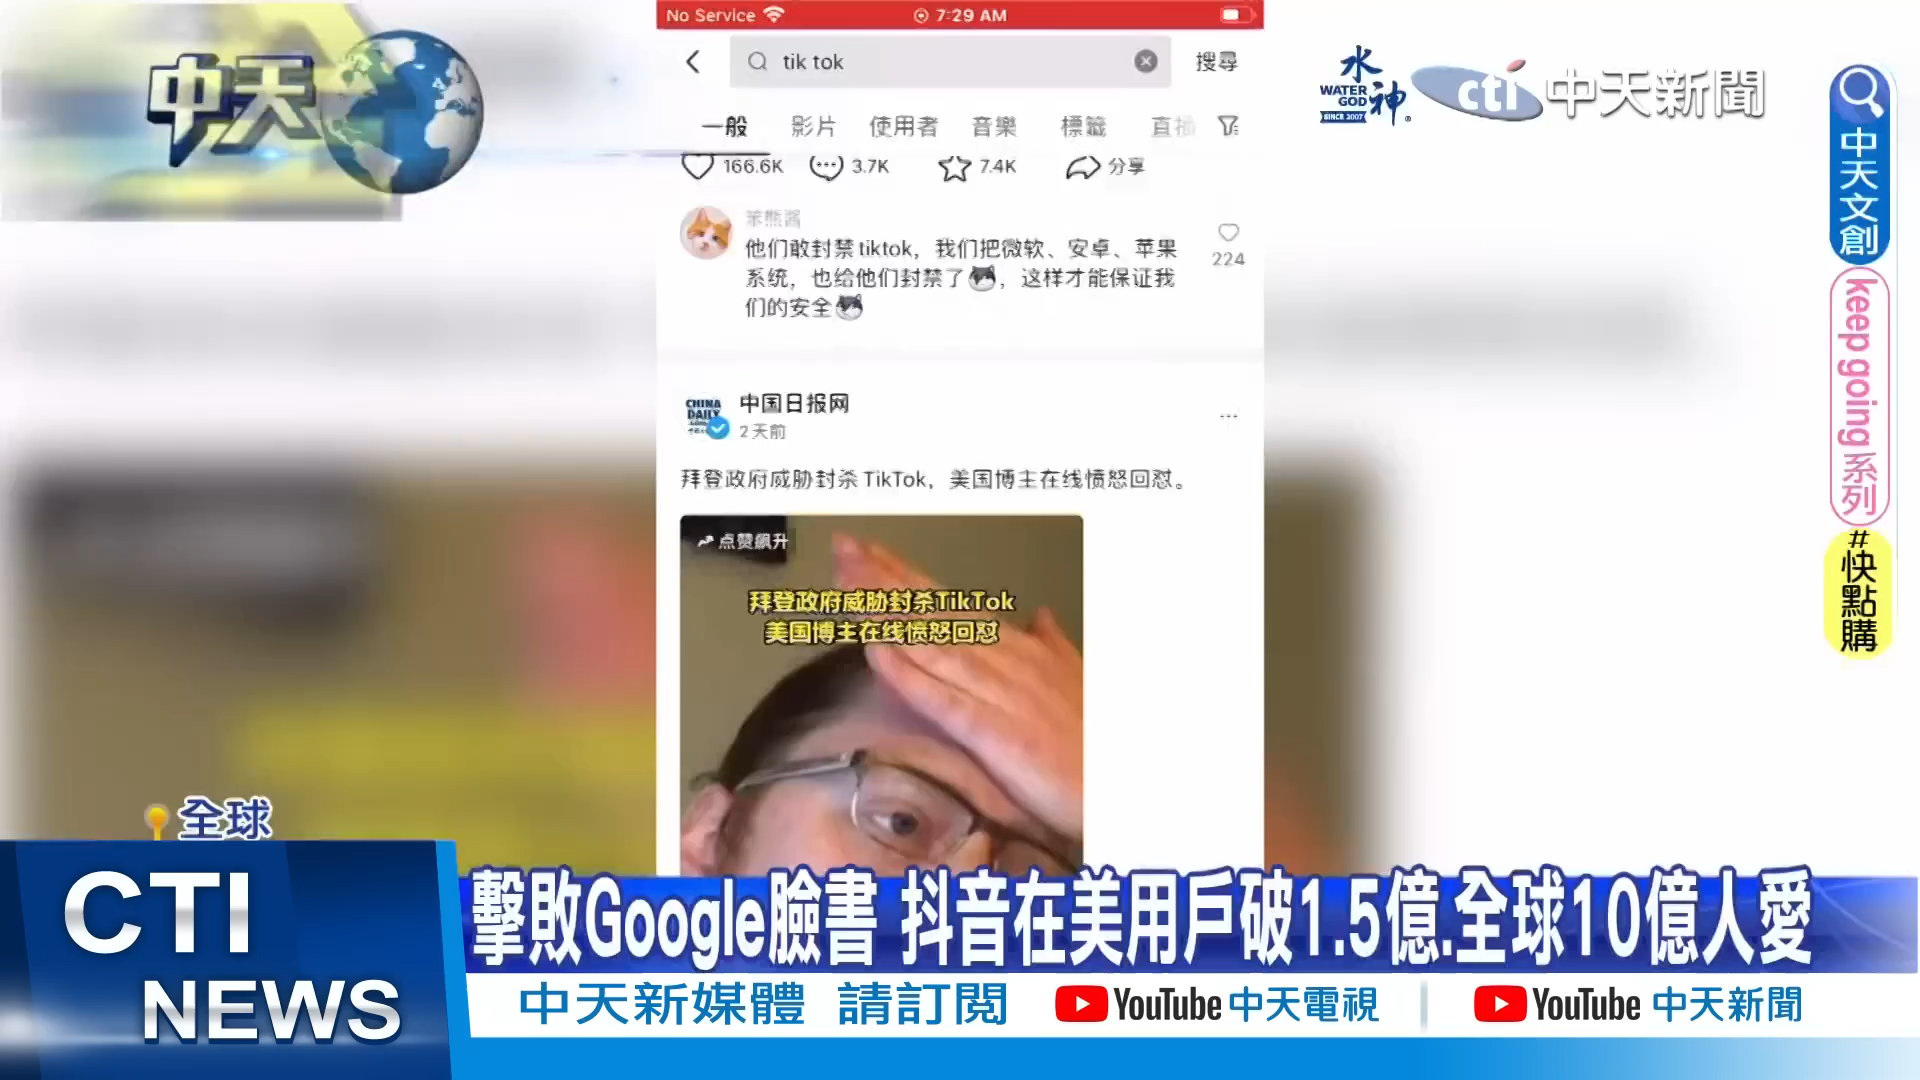 No Service
7:29 AM
中天
tik tok
搜尋
一般
影片
使用者
音樂
標籤
直播
166.6K
3.7K
7.4K
分享
笨熊酱
他们敢封禁tiktok，我们把微软、安卓、苹果
系统，也给他们封禁了，这样才能保证我
们的安全
224
CHINA
DAILY
中国日报网
2天前
拜登政府威胁封杀TikTok，美国博主在线愤怒回怼。
点赞飙升
拜登政府威胁封杀TikTok
美国博主在线愤怒回怼
水神
WATER
GOD
SINCE 2007
cti
中天新聞
中天文創
keep going系列
#快點購
全球
CTI
NEWS
擊敗Google臉書 抖音在美用戶破1.5億.全球10億人愛
中天新媒體 請訂閱
YouTube 中天電視
YouTube 中天新聞